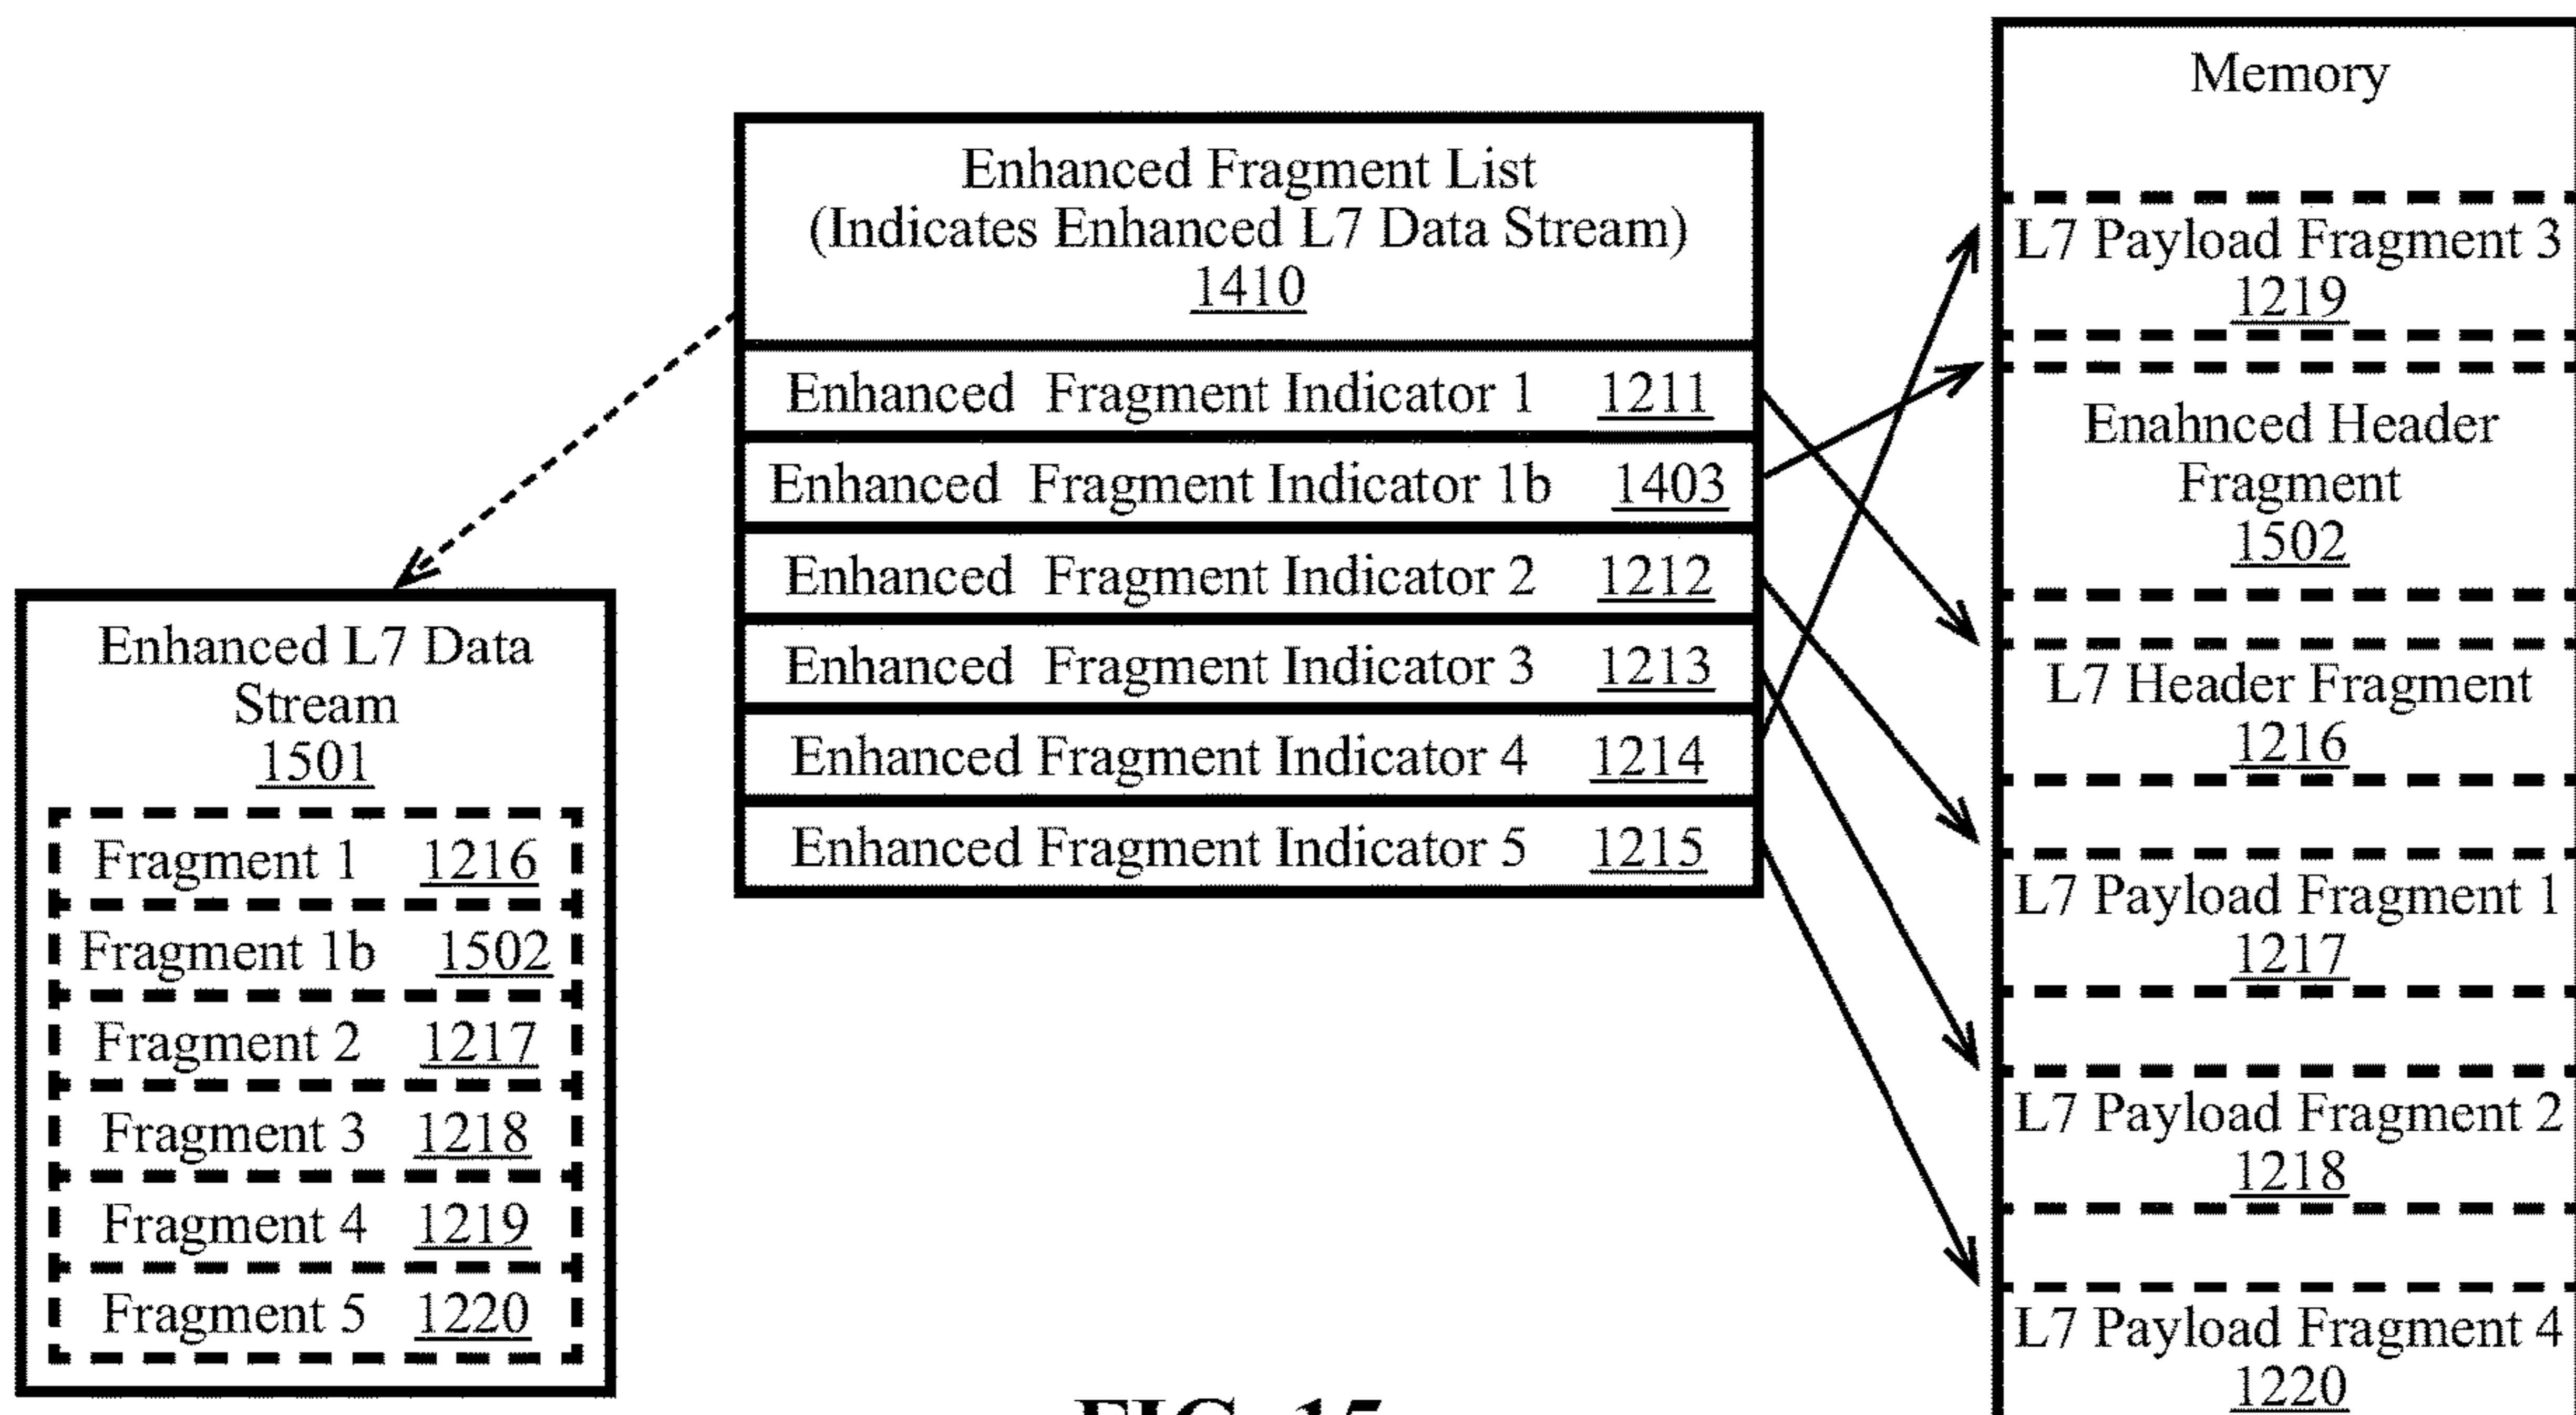 Enhanced Fragment List
(Indicates Enhanced L7 Data Stream)
1410
Enhanced Fragment Indicator 1 1211
Enhanced Fragment Indicator 1b 1403
Enhanced Fragment Indicator 2 1212
Enhanced Fragment Indicator 3 1213
Enhanced Fragment Indicator 4 1214
Enhanced Fragment Indicator 5 1215
Enhanced L7 Data
Stream
1501
Fragment 1 1216
Fragment 1b 1502
Fragment 2 1217
Fragment 3 1218
Fragment 4 1219
Fragment 5 1220
Memory
L7 Payload Fragment 3
1219
Enahnced Header
Fragment
1502
L7 Header Fragment
1216
L7 Payload Fragment 1
1217
L7 Payload Fragment 2
1218
L7 Payload Fragment 4
1220
FIG. 15